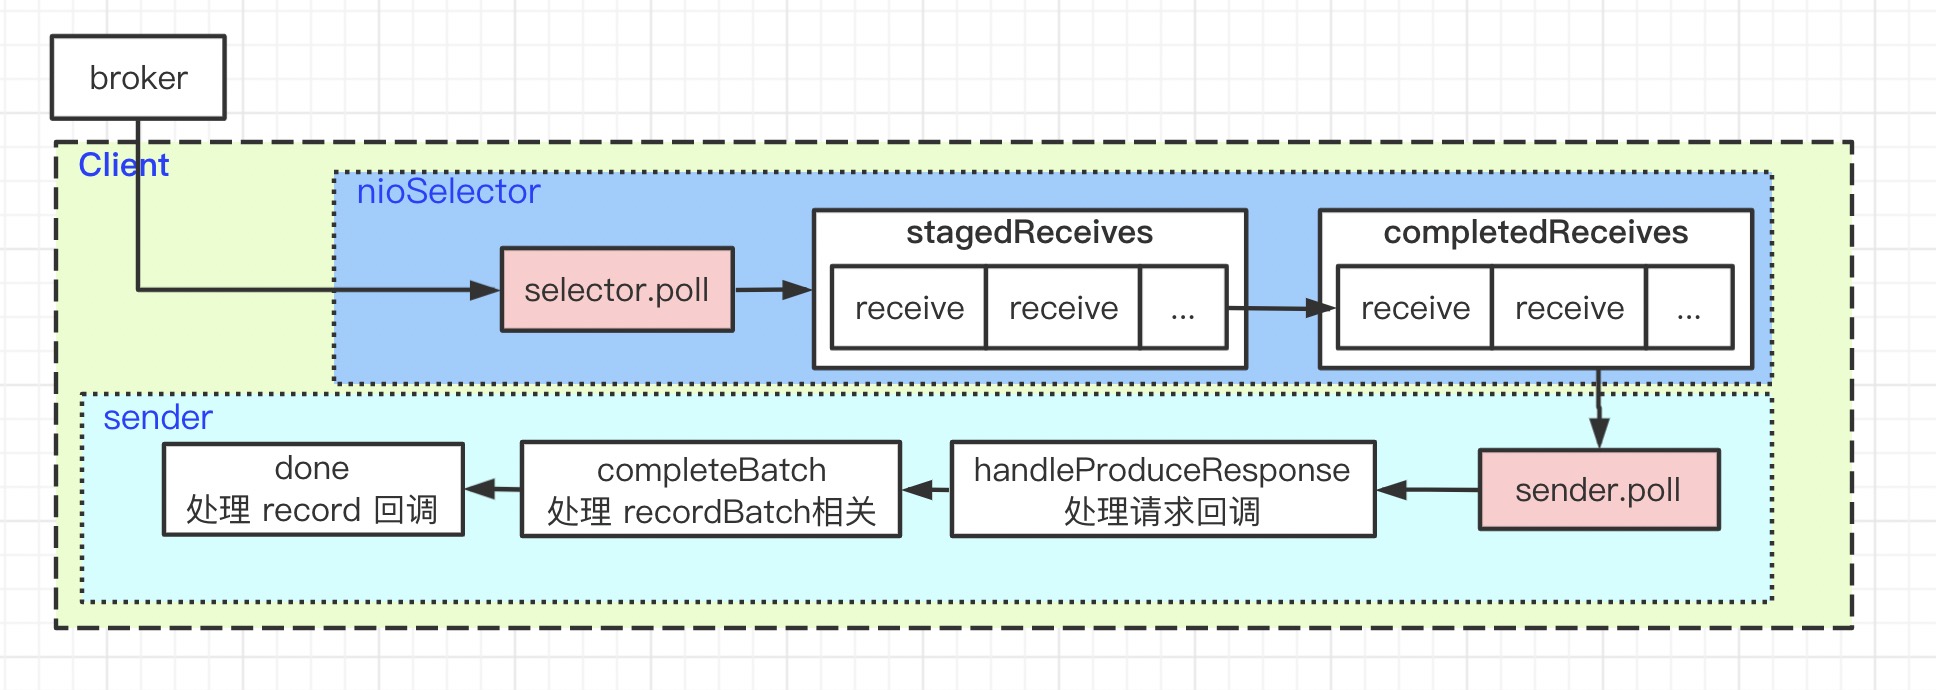 broker
Client
nioSelector
selector.poll
stagedReceives
receive receive ...
completedReceives
receive receive ...
sender
done
处理 record 回调
completeBatch
处理 recordBatch相关
handleProduceResponse
处理请求回调
sender.poll